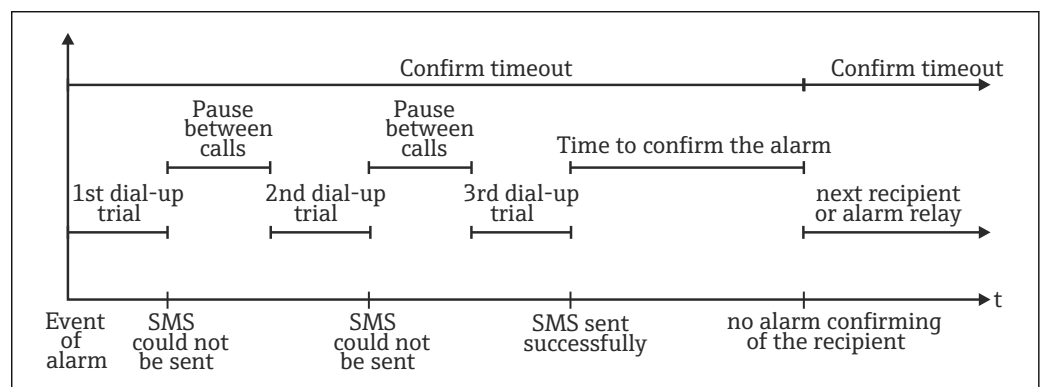 Confirm timeout
Confirm timeout
Pause
between
calls
Pause
between
calls
Time to confirm the alarm
1st dial-up
trial
2nd dial-up
trial
3rd dial-up
trial
next recipient
or alarm relay
t
Event
of
alarm
SMS
could not
be sent
SMS
could not
be sent
SMS sent
successfully
no alarm confirming
of the recipient